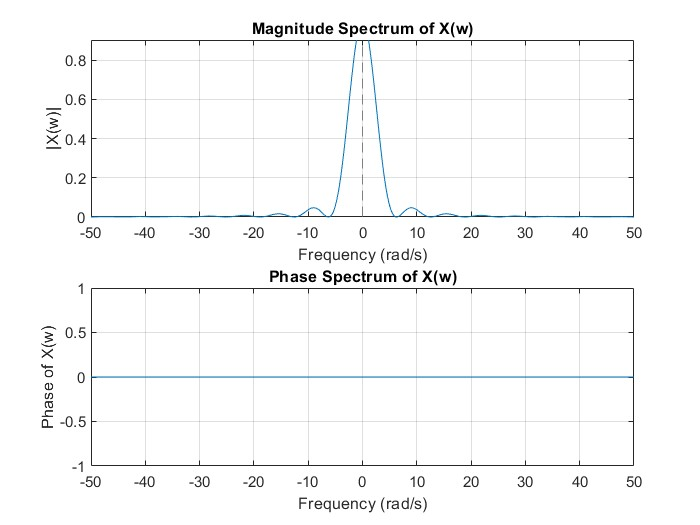 Magnitude Spectrum of X(w)
|X(w)|
0.8
0.6
0.4
0.2
0
-50 -40 -30 -20 -10 0 10 20 30 40 50
Frequency (rad/s)
Phase Spectrum of X(w)
Phase of X(w)
1
0.5
0
-0.5
-1
-50 -40 -30 -20 -10 0 10 20 30 40 50
Frequency (rad/s)